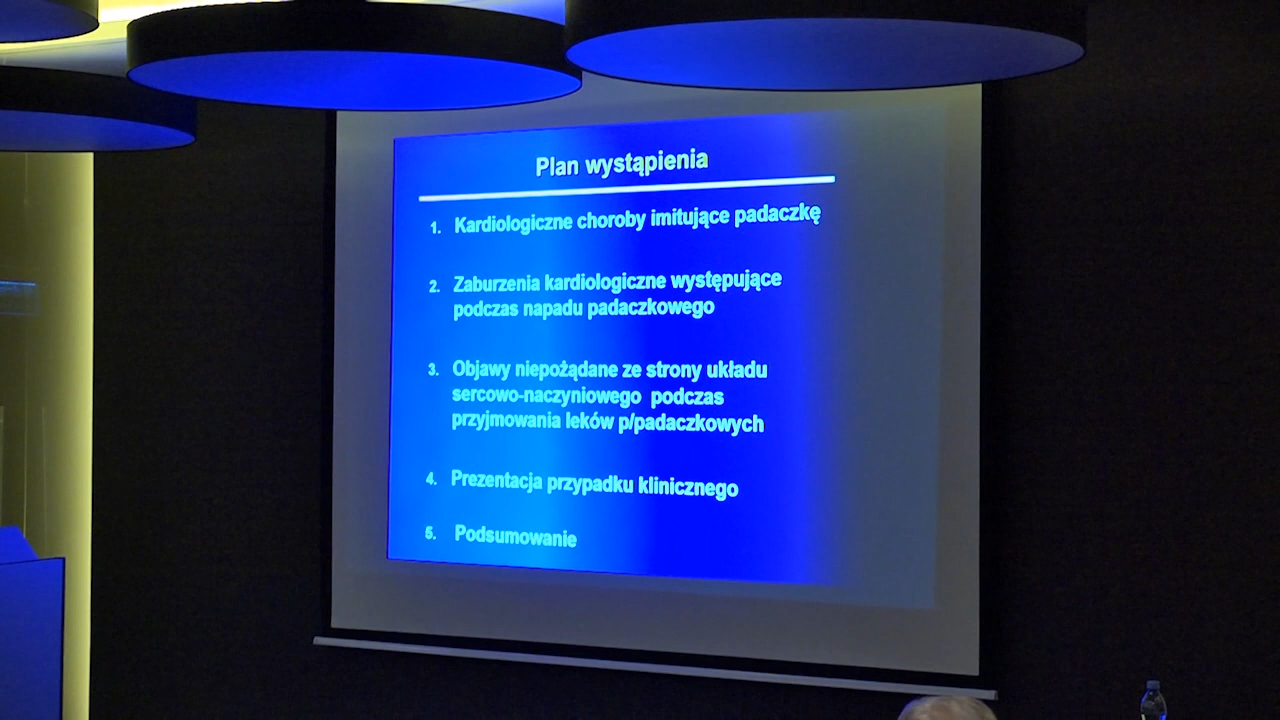 Plan wystąpienia
1. Kardiologiczne choroby imitujące padaczkę
2. Zaburzenia kardiologiczne występujące
podczas napadu padaczkowego
3. Objawy niepożądane ze strony układu
sercowo-naczyniowego podczas
przyjmowania leków p/padaczkowych
4. Prezentacja przypadku klinicznego
5. Podsumowanie